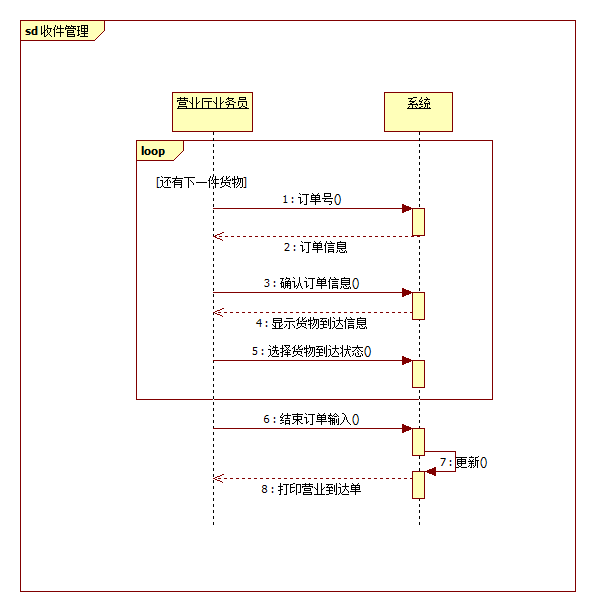 sd 收件管理
营业厅业务员
系统
loop
[还有下一件货物]
1 : 订单号()
2 : 订单信息
3 : 确认订单信息()
4 : 显示货物到达信息
5 : 选择货物到达状态()
6 : 结束订单输入()
7 : 更新()
8 : 打印营业到达单